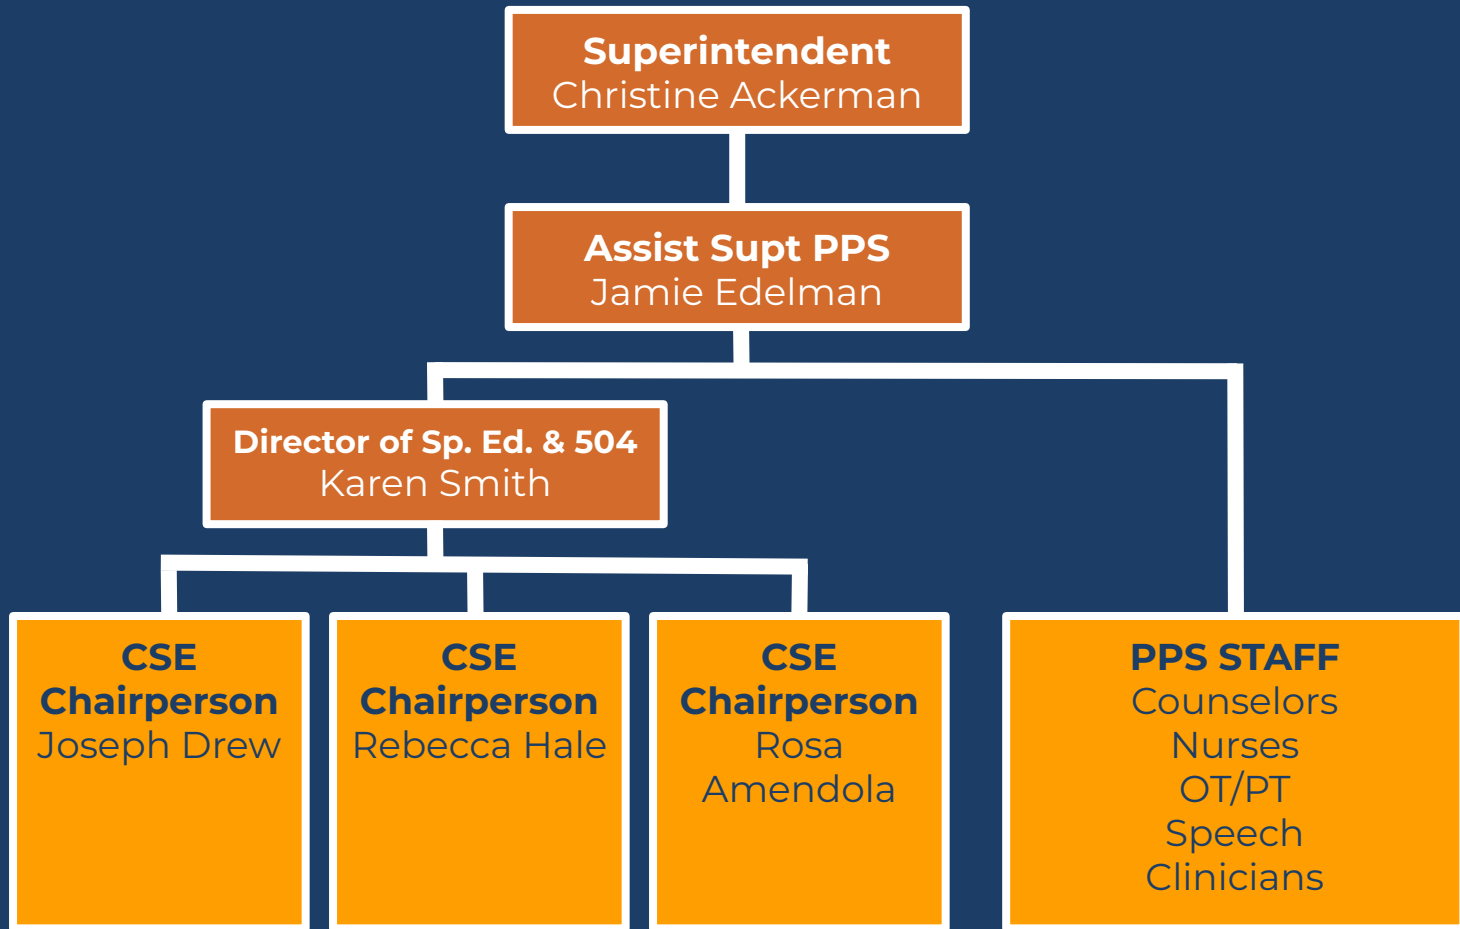 Superintendent
Christine Ackerman
Assist Supt PPS
Jamie Edelman
Director of Sp. Ed. & 504
Karen Smith
CSE
Chairperson
Joseph Drew
CSE
Chairperson
Rebecca Hale
CSE
Chairperson
Rosa
Amendola
PPS STAFF
Counselors
Nurses
OT/PT
Speech
Clinicians